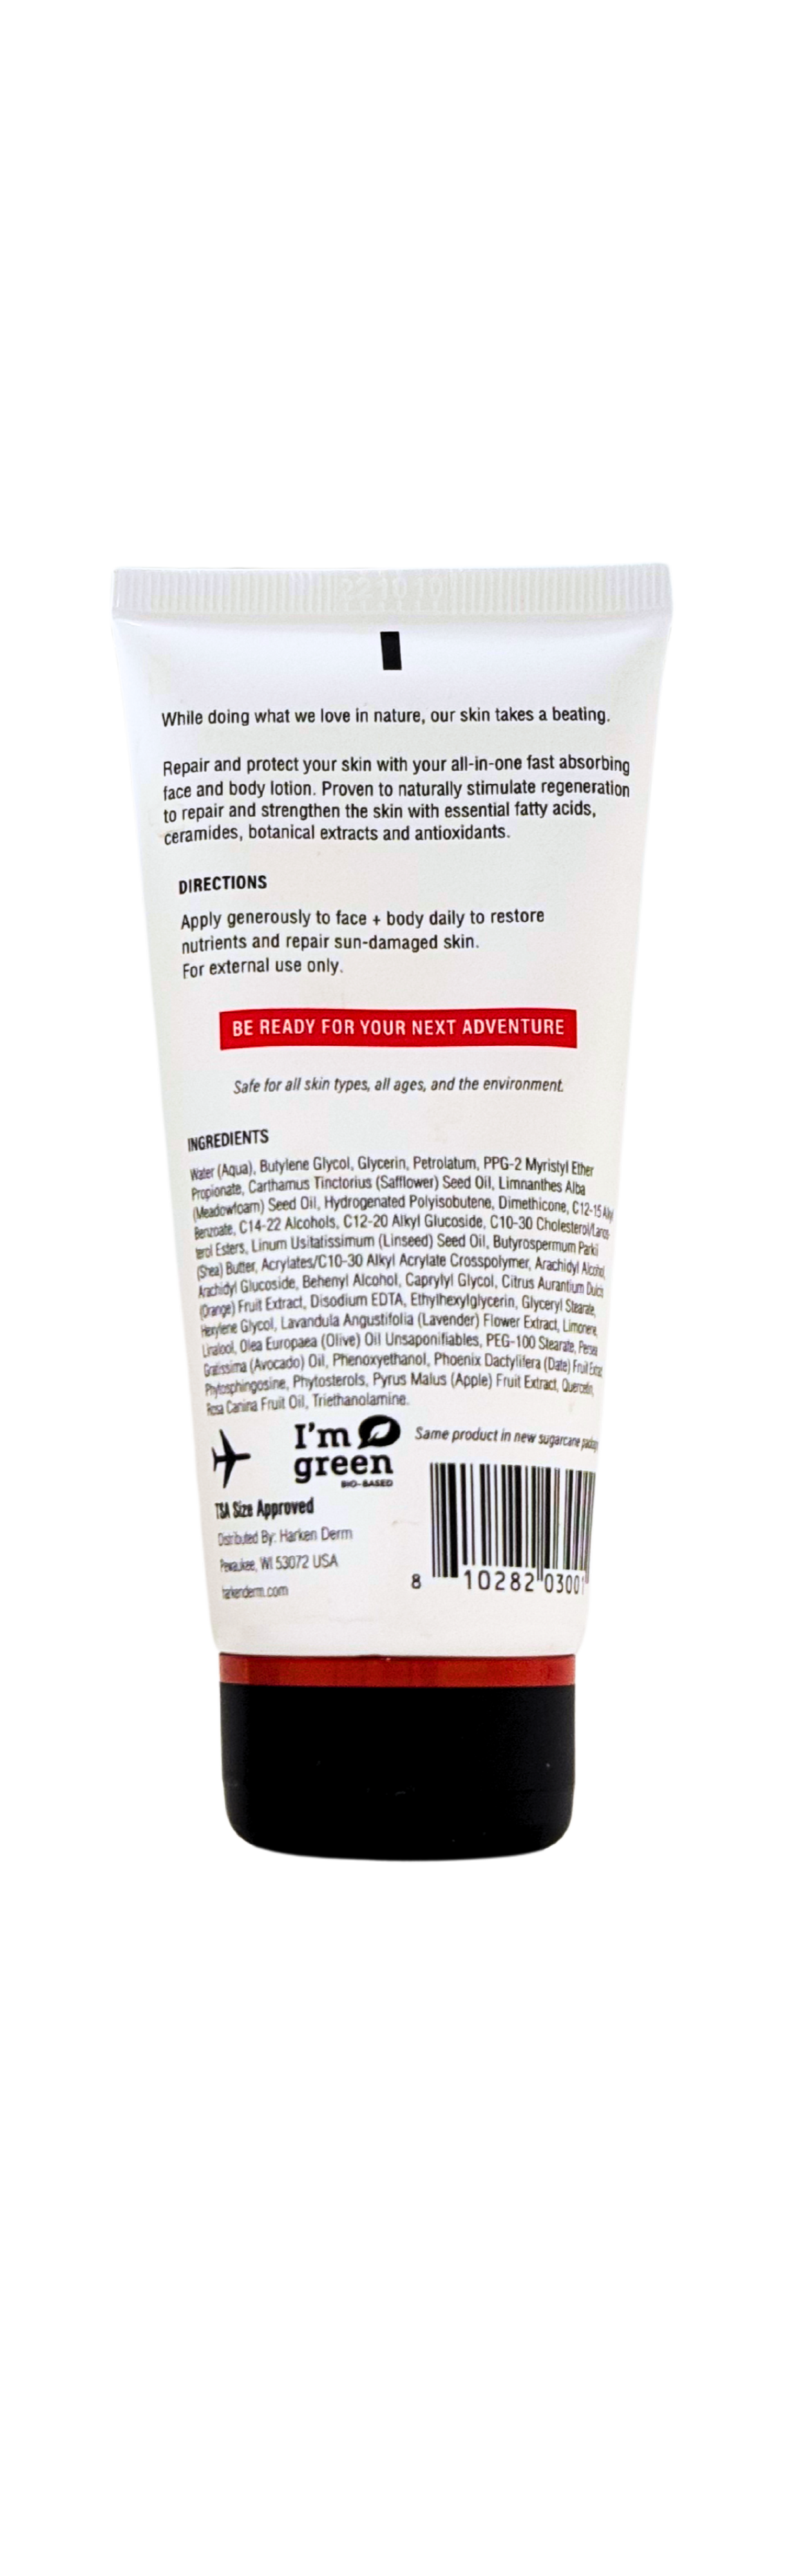 22 10 10
While doing what we love in nature, our skin takes a beating.
Repair and protect your skin with your all-in-one fast absorbing
face and body lotion. Proven to naturally stimulate regeneration
to repair and strengthen the skin with essential fatty acids,
ceramides, botanical extracts and antioxidants.
DIRECTIONS
Apply generously to face + body daily to restore
nutrients and repair sun-damaged skin.
For external use only.
BE READY FOR YOUR NEXT ADVENTURE
Safe for all skin types, all ages, and the environment.
INGREDIENTS
Water (Aqua), Butylene Glycol, Glycerin, Petrolatum, PPG-2 Myristyl Ether
Propionate, Carthamus Tinctorius (Safflower) Seed Oil, Limnanthes Alba
(Meadowfoam) Seed Oil, Hydrogenated Polyisobutene, Dimethicone, C12-15 Alkyl
Benzoate, C14-22 Alcohols, C12-20 Alkyl Glucoside, C10-30 Cholesterol/Lanos-
terol Esters, Linum Usitatissimum (Linseed) Seed Oil, Butyrospermum Parkii
(Shea) Butter, Acrylates/C10-30 Alkyl Acrylate Crosspolymer, Arachidyl Alcohol,
Arachidyl Glucoside, Behenyl Alcohol, Caprylyl Glycol, Citrus Aurantium Dulcis
(Orange) Fruit Extract, Disodium EDTA, Ethylhexylglycerin, Glyceryl Stearate,
Hexylene Glycol, Lavandula Angustifolia (Lavender) Flower Extract, Limonene,
Linalool, Olea Europaea (Olive) Oil Unsaponifiables, PEG-100 Stearate, Persea
Gratissima (Avocado) Oil, Phenoxyethanol, Phoenix Dactylifera (Date) Fruit Extract,
Phytosphingosine, Phytosterols, Pyrus Malus (Apple) Fruit Extract, Quercetin,
Rosa Canina Fruit Oil, Triethanolamine.
I'm
green
BIO-BASED
Same product in new sugarcane
TSA Size Approved
Distributed By: Harken Derm
Pewaukee, WI 53072 USA
harkenderm.com
8 10282 03001